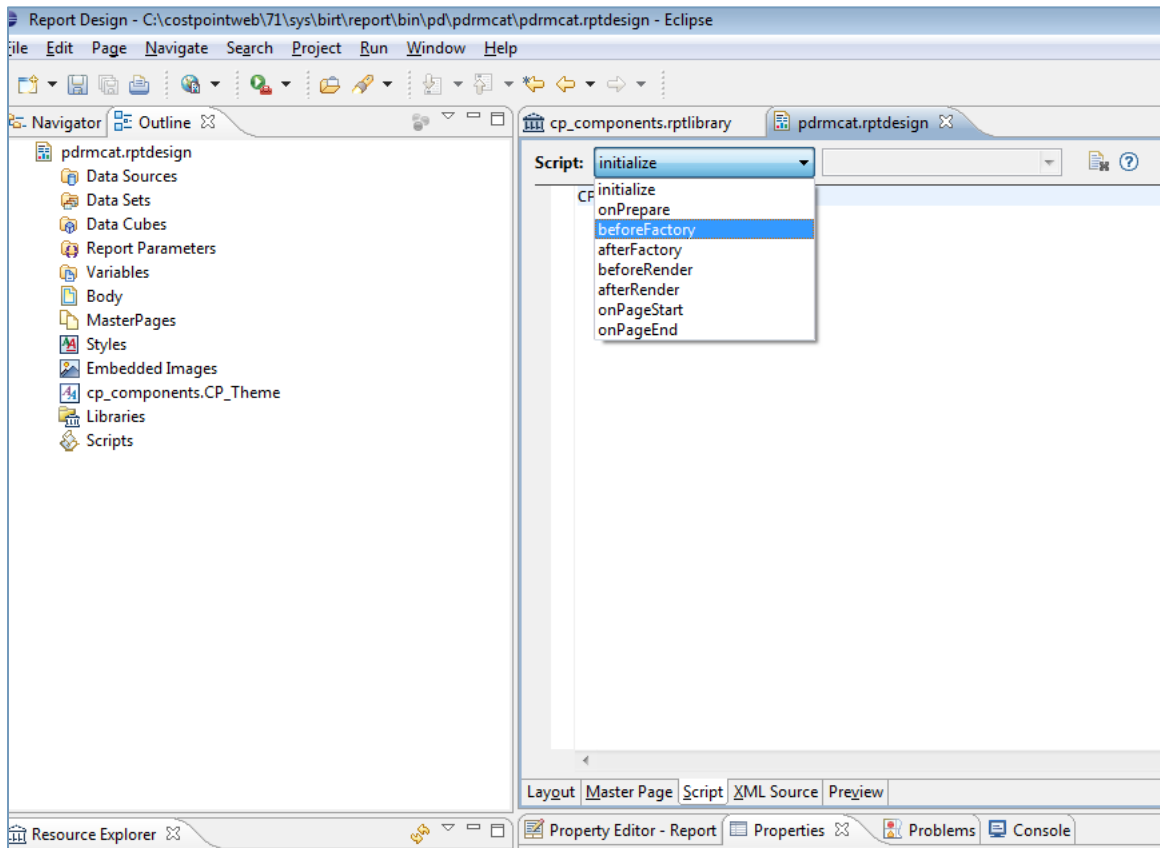 Report Design - C:\costpointweb\71\sys\birt\report\bin\pd\pdrmcat\pdrmcat.rptdesign - Eclipse
File Edit Page Navigate Search Project Run Window Help
Navigator Outline
cp_components.rptlibrary pdrmcat.rptdesign
pdrmcat.rptdesign
Data Sources
Data Sets
Data Cubes
Report Parameters
Variables
Body
MasterPages
Styles
Embedded Images
cp_components.CP_Theme
Libraries
Scripts
Script: initialize
CP
initialize
onPrepare
beforeFactory
afterFactory
beforeRender
afterRender
onPageStart
onPageEnd
Layout Master Page Script XML Source Preview
Resource Explorer
Property Editor - Report Properties Problems Console